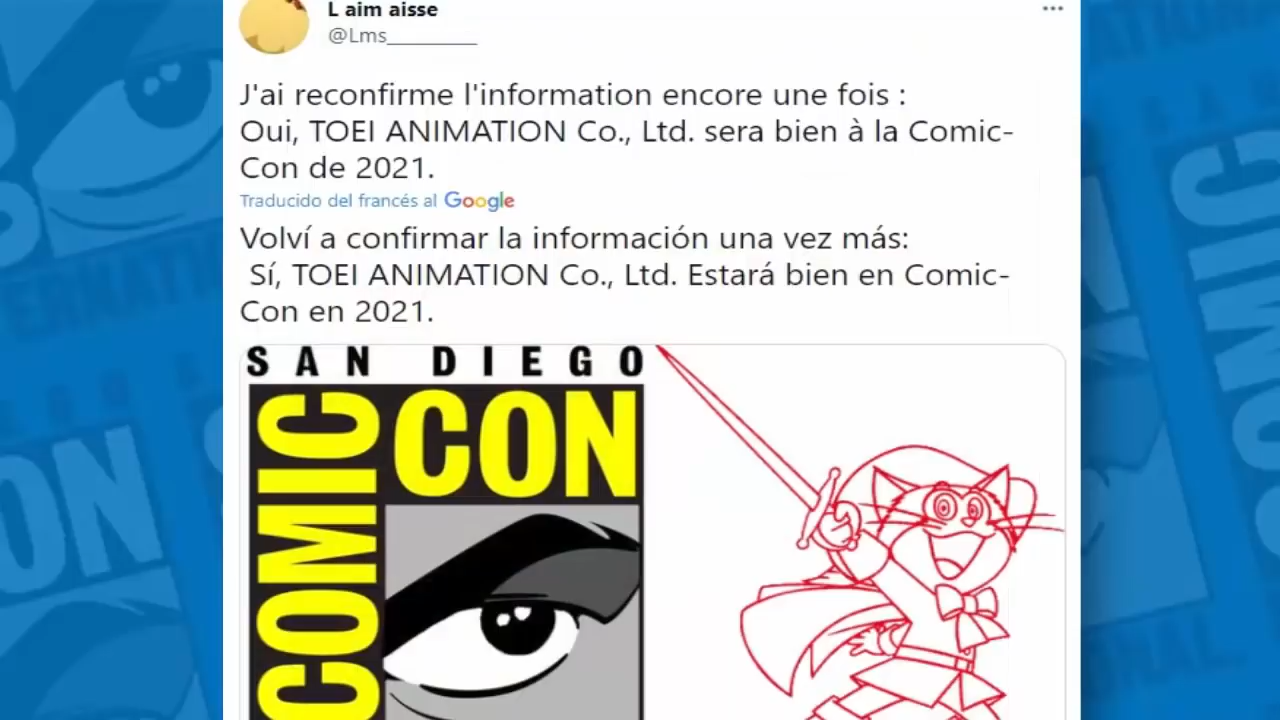 L aim aisse
@Lms_________
J'ai reconfirme l'information encore une fois :
Oui, TOEI ANIMATION Co., Ltd. sera bien à la Comic-
Con de 2021.
Traducido del francés al Google
Volví a confirmar la información una vez más:
Sí, TOEI ANIMATION Co., Ltd. Estará bien en Comic-
Con en 2021.
SAN DIEGO
COMIC
CON